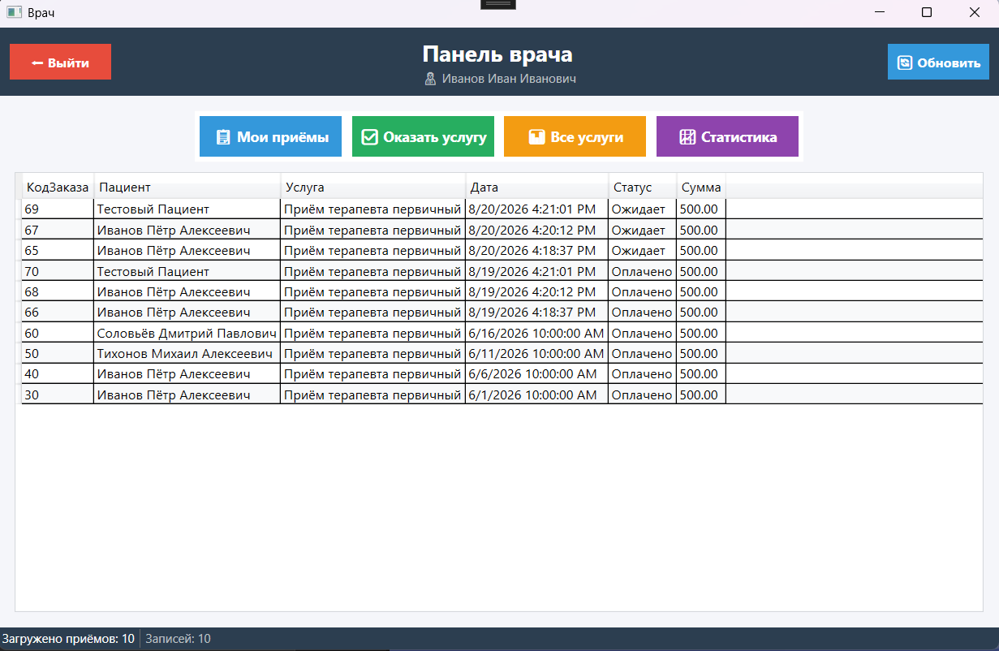 Врач
Выйти
Панель врача
Иванов Иван Иванович
Обновить
Мои приёмы
Оказать услугу
Все услуги
Статистика
КодЗаказа Пациент Услуга Дата Статус Сумма
69 Тестовый Пациент Приём терапевта первичный 8/20/2026 4:21:01 PM Ожидает 500.00
67 Иванов Пётр Алексеевич Приём терапевта первичный 8/20/2026 4:20:12 PM Ожидает 500.00
65 Иванов Пётр Алексеевич Приём терапевта первичный 8/20/2026 4:18:37 PM Ожидает 500.00
70 Тестовый Пациент Приём терапевта первичный 8/19/2026 4:21:01 PM Оплачено 500.00
68 Иванов Пётр Алексеевич Приём терапевта первичный 8/19/2026 4:20:12 PM Оплачено 500.00
66 Иванов Пётр Алексеевич Приём терапевта первичный 8/19/2026 4:18:37 PM Оплачено 500.00
60 Соловьёв Дмитрий Павлович Приём терапевта первичный 6/16/2026 10:00:00 AM Оплачено 500.00
50 Тихонов Михаил Алексеевич Приём терапевта первичный 6/11/2026 10:00:00 AM Оплачено 500.00
40 Иванов Пётр Алексеевич Приём терапевта первичный 6/6/2026 10:00:00 AM Оплачено 500.00
30 Иванов Пётр Алексеевич Приём терапевта первичный 6/1/2026 10:00:00 AM Оплачено 500.00
Загружено приёмов: 10 Записей: 10